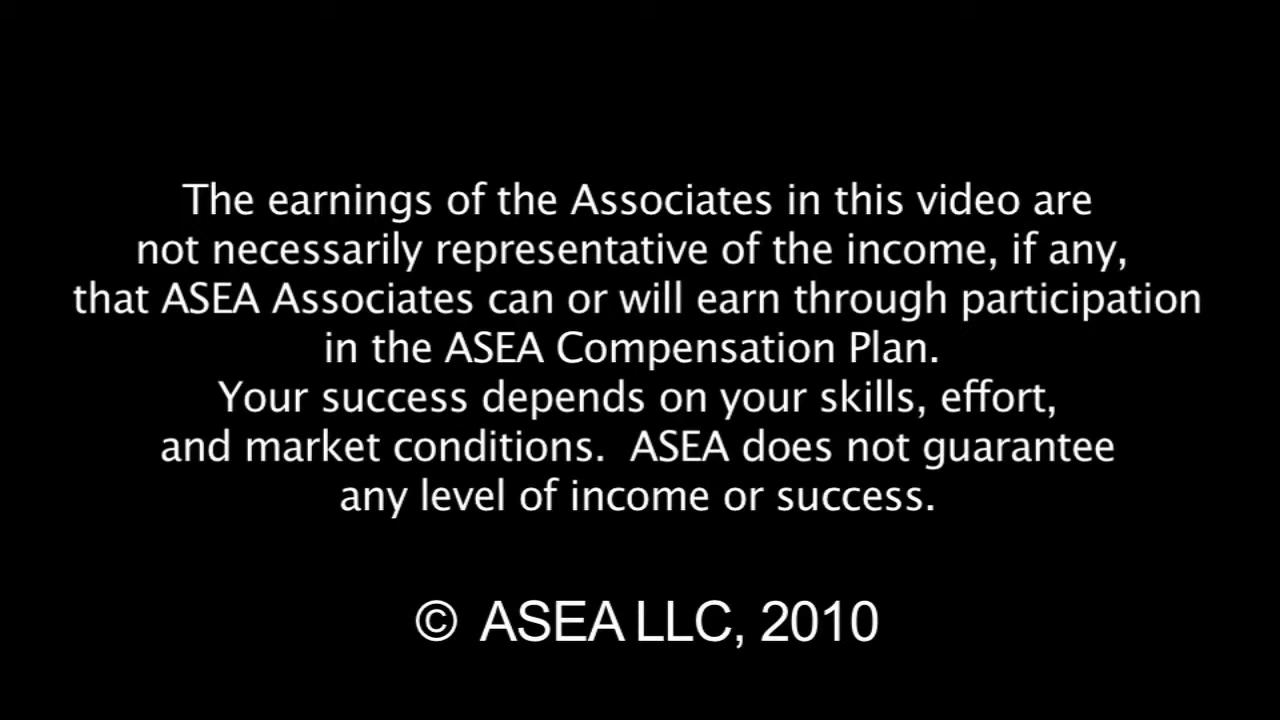 The earnings of the Associates in this video are
not necessarily representative of the income, if any,
that ASEA Associates can or will earn through participation
in the ASEA Compensation Plan.
Your success depends on your skills, effort,
and market conditions.  ASEA does not guarantee
any level of income or success.
© ASEA LLC, 2010